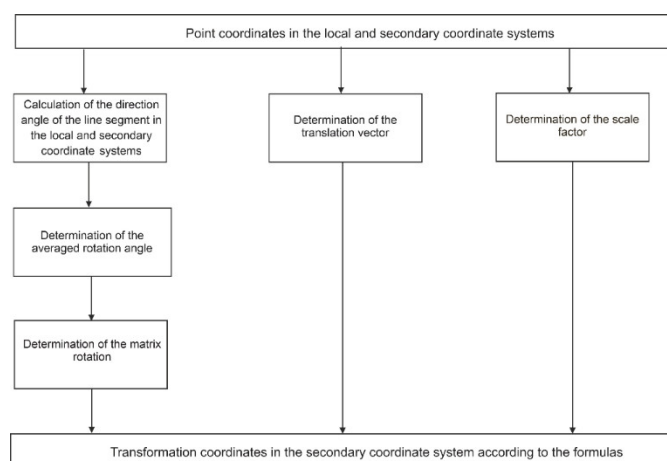 Point coordinates in the local and secondary coordinate systems
Calculation of the direction
angle of the line segment in
the local and secondary
coordinate systems
Determination of the
translation vector
Determination of the scale
factor
Determination of the
averaged rotation angle
Determination of the matrix
rotation
Transformation coordinates in the secondary coordinate system according to the formulas